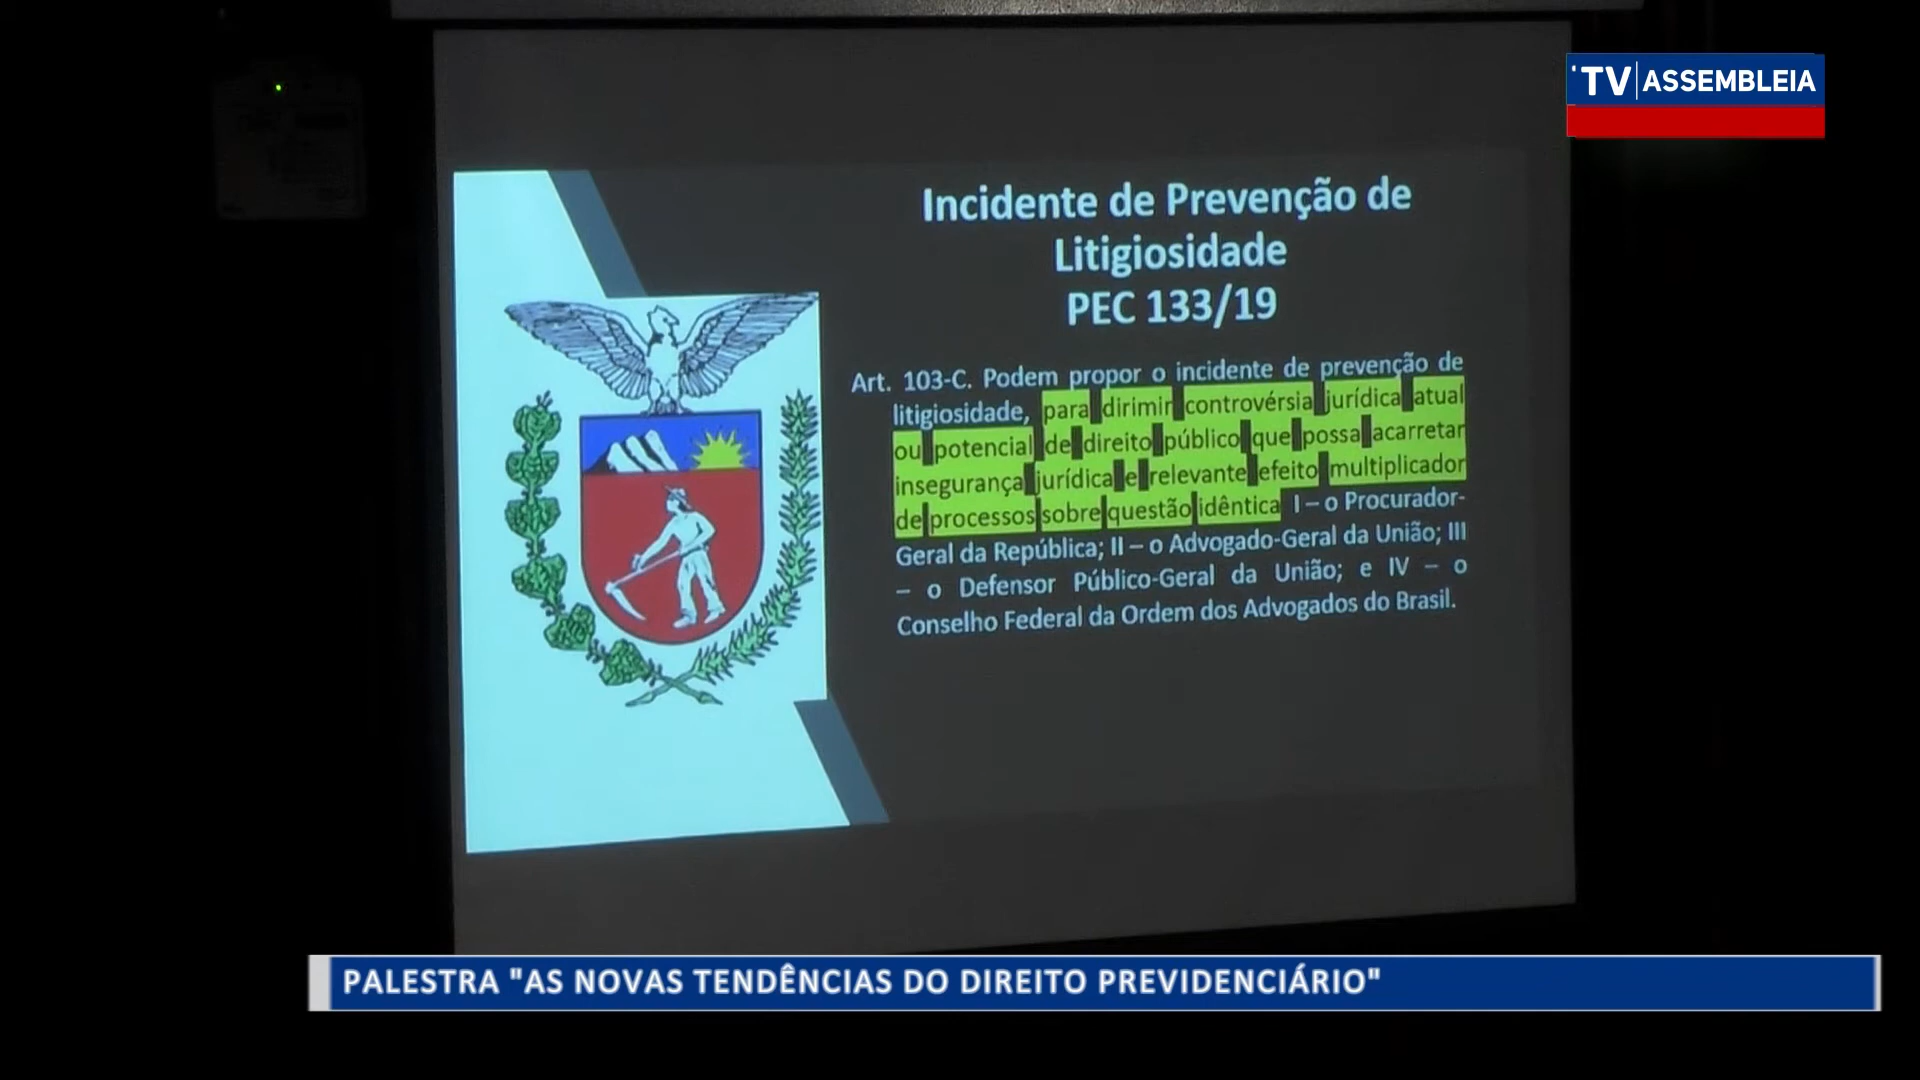 TV ASSEMBLEIA
Incidente de Prevenção de
Litigiosidade
PEC 133/19
Art. 103-C. Podem propor o incidente de prevenção de
litigiosidade, para dirimir controvérsia jurídica atual
ou potencial de direito público que possa acarretar
insegurança jurídica e relevante efeito multiplicador
de processos sobre questão idêntica I – o Procurador-
Geral da República; II – o Advogado-Geral da União; III
– o Defensor Público-Geral da União; e IV – o
Conselho Federal da Ordem dos Advogados do Brasil.
PALESTRA "AS NOVAS TENDÊNCIAS DO DIREITO PREVIDENCIÁRIO"